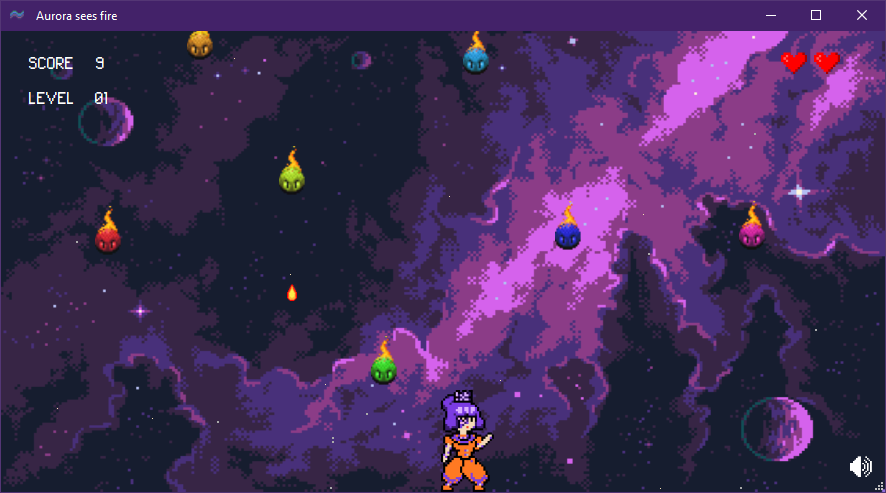 Aurora sees fire
SCORE 9
LEVEL 01